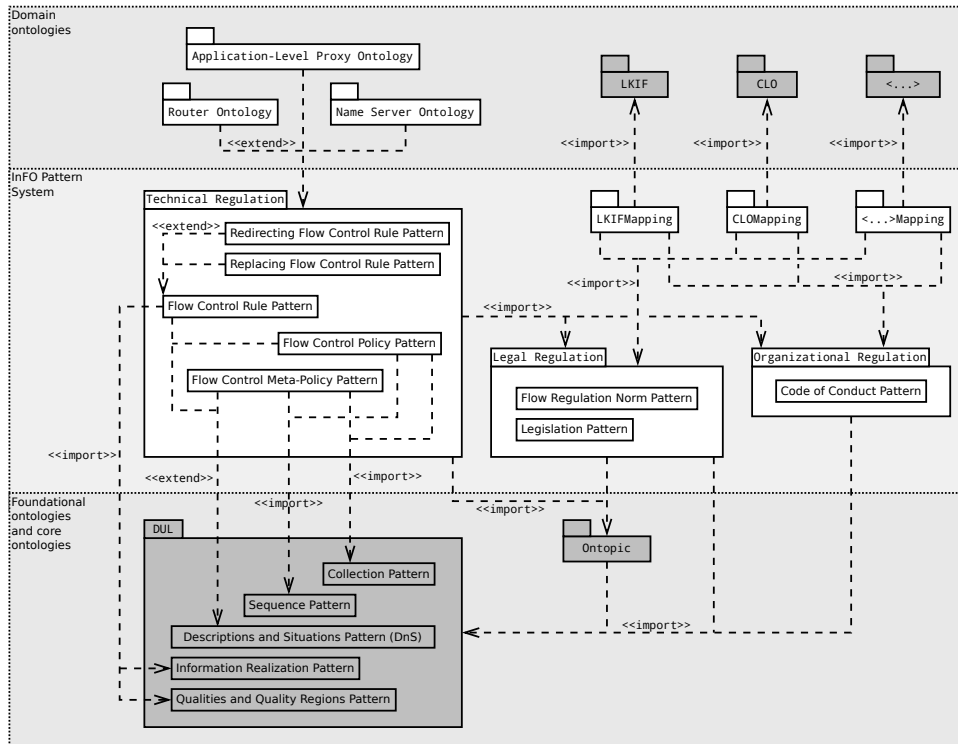 Domain
ontologies
Application-Level Proxy Ontology
LKIF
CLO
<...>
Router Ontology
Name Server Ontology
<<extend>>
<<import>>
<<import>>
<<import>>
InFO Pattern
System
Technical Regulation
LKIFMapping
CLOMapping
<...>Mapping
<<extend>>
Redirecting Flow Control Rule Pattern
Replacing Flow Control Rule Pattern
<<import>>
<<import>>
Flow Control Rule Pattern
<<import>>
Flow Control Policy Pattern
Legal Regulation
Organizational Regulation
Flow Control Meta-Policy Pattern
Code of Conduct Pattern
Flow Regulation Norm Pattern
Legislation Pattern
<<import>>
<<extend>>
<<import>>
Foundational
ontologies
and core
ontologies
<<import>>
<<import>>
DUL
Ontopic
Collection Pattern
Sequence Pattern
<<import>>
Descriptions and Situations Pattern (DnS)
Information Realization Pattern
Qualities and Quality Regions Pattern